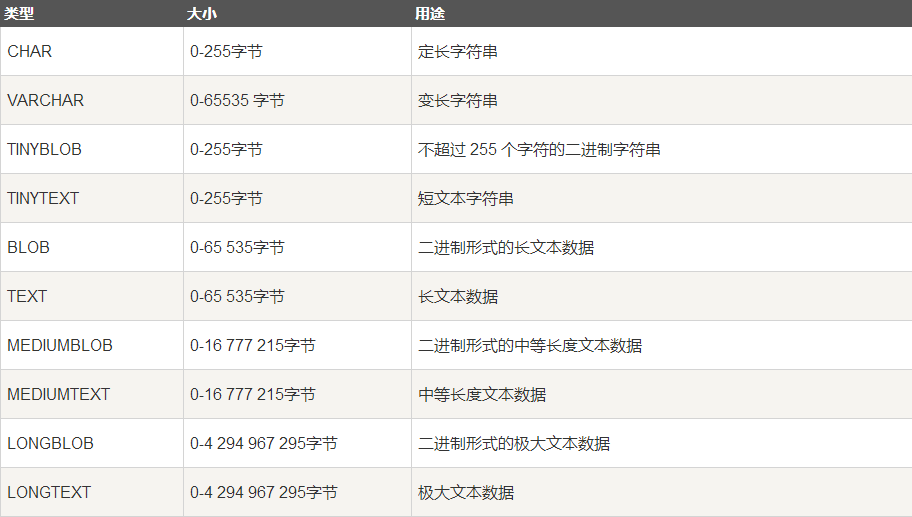 类型 大小 用途
CHAR 0-255字节 定长字符串
VARCHAR 0-65535 字节 变长字符串
TINYBLOB 0-255字节 不超过 255 个字符的二进制字符串
TINYTEXT 0-255字节 短文本字符串
BLOB 0-65 535字节 二进制形式的长文本数据
TEXT 0-65 535字节 长文本数据
MEDIUMBLOB 0-16 777 215字节 二进制形式的中等长度文本数据
MEDIUMTEXT 0-16 777 215字节 中等长度文本数据
LONGBLOB 0-4 294 967 295字节 二进制形式的极大文本数据
LONGTEXT 0-4 294 967 295字节 极大文本数据